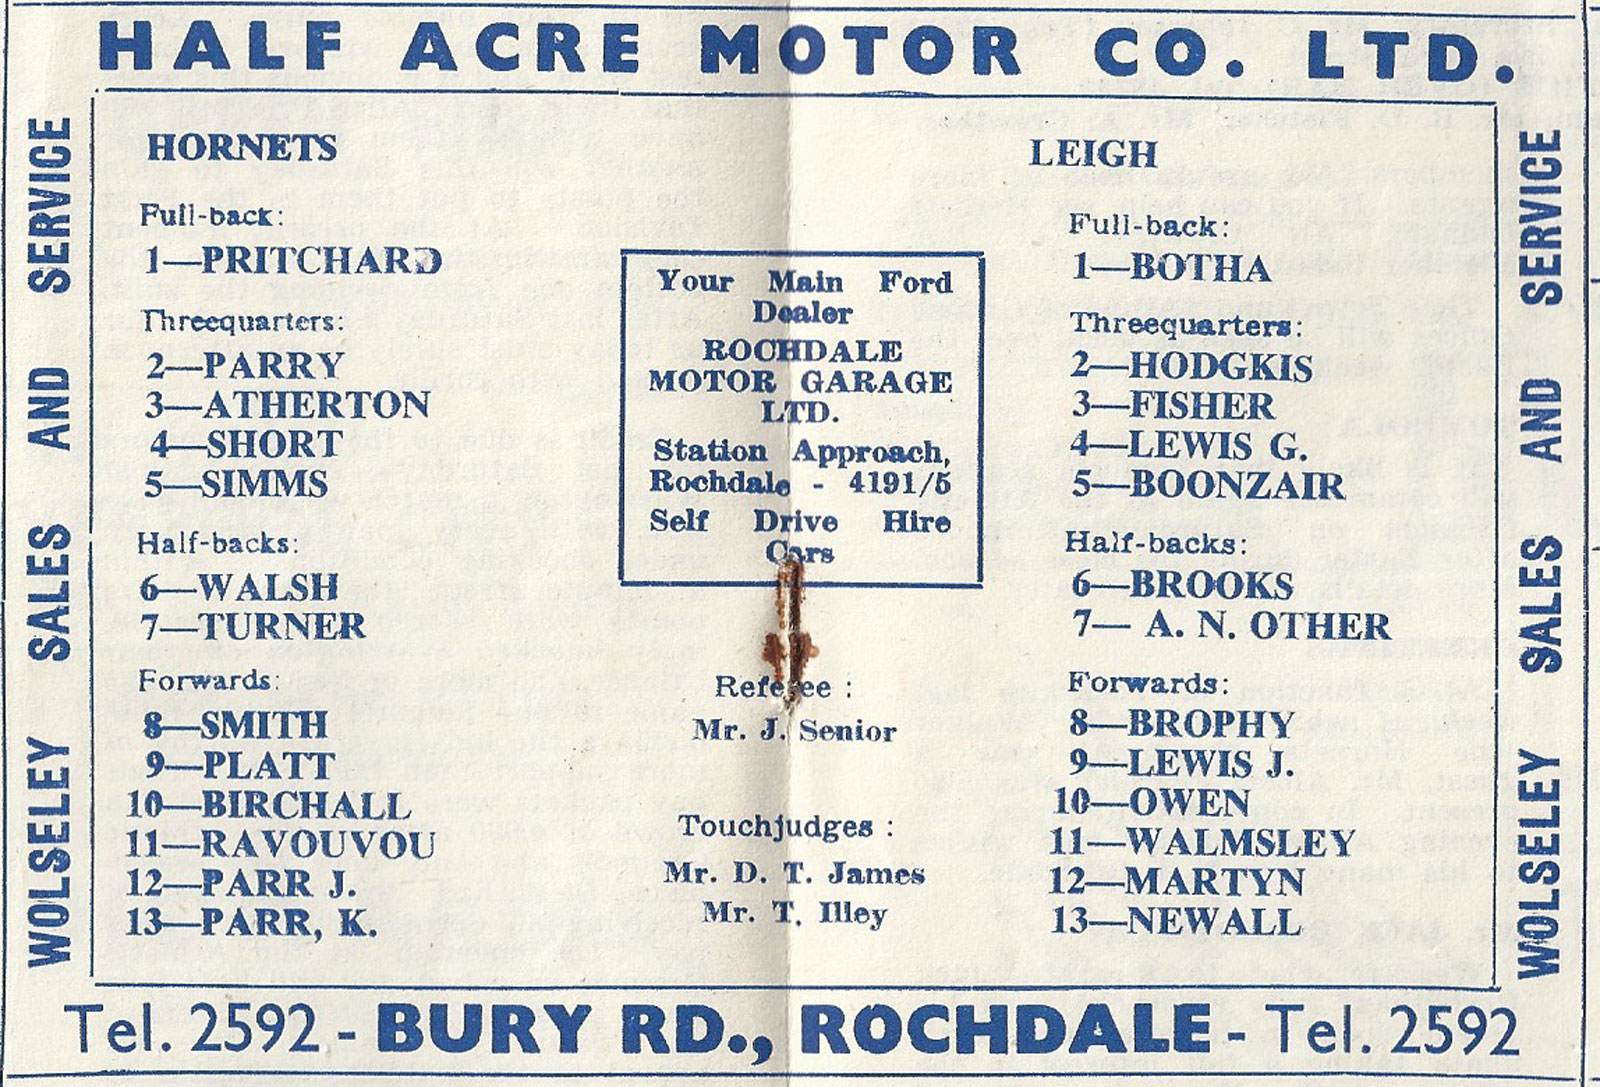 HALF ACRE MOTOR CO. LTD.
WOLSELEY SALES AND SERVICE
HORNETS
Full-back:
1—PRITCHARD
Threequarters:
2—PARRY
3—ATHERTON
4—SHORT
5—SIMMS
Half-backs:
6—WALSH
7—TURNER
Forwards:
8—SMITH
9—PLATT
10—BIRCHALL
11—RAVOUVOU
12—PARR J.
13—PARR, K.
Your Main Ford
Dealer
ROCHDALE
MOTOR GARAGE
LTD.
Station Approach,
Rochdale - 4191/5
Self Drive Hire
Cars
Referee :
Mr. J. Senior
Touchjudges :
Mr. D. T. James
Mr. T. Illey
LEIGH
Full-back:
1—BOTHA
Threequarters:
2—HODGKIS
3—FISHER
4—LEWIS G.
5—BOONZAIR
Half-backs:
6—BROOKS
7— A. N. OTHER
Forwards:
8—BROPHY
9—LEWIS J.
10—OWEN
11—WALMSLEY
12—MARTYN
13—NEWALL
WOLSELEY SALES AND SERVICE
Tel. 2592 - BURY RD., ROCHDALE - Tel. 2592